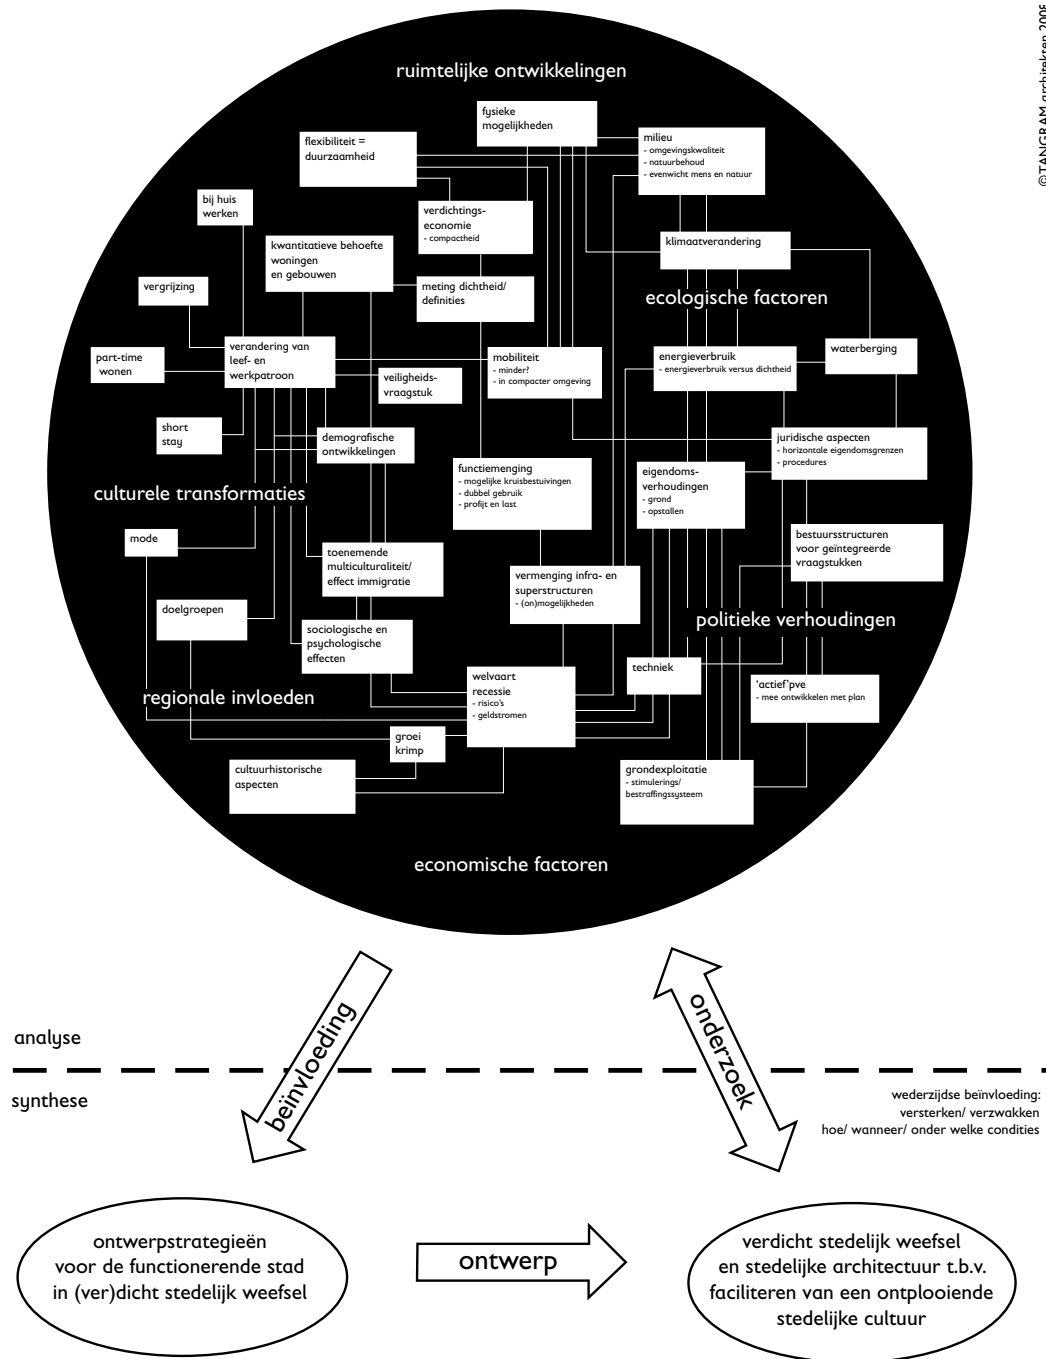 ©TANGRAM architekten 2006
ruimtelijke ontwikkelingen
fysieke
mogelijkheden
flexibiliteit =
duurzaamheid
milieu
- omgevingskwaliteit
- natuurbehoud
- evenwicht mens en natuur
bij huis
werken
verdichtings-
economie
- compactheid
kwantitatieve behoefte
woningen
en gebouwen
klimaatverandering
vergrijzing
meting dichtheid/
definities
ecologische factoren
verandering van
leef- en
werkpatroon
part-time
wonen
mobiliteit
- minder?
- in compacter omgeving
energieverbruik
- energieverbruik versus dichtheid
waterberging
veiligheids-
vraagstuk
short
stay
demografische
ontwikkelingen
juridische aspecten
- horizontale eigendomsgrenzen
- procedures
functiemenging
- mogelijke kruisbestuivingen
- dubbel gebruik
- profijt en last
eigendoms-
verhoudingen
- grond
- opstallen
culturele transformaties
mode
toenemende
multiculturaliteit/
effect immigratie
bestuursstructuren
voor geïntegreerde
vraagstukken
vermenging infra- en
superstructuren
- (on)mogelijkheden
doelgroepen
sociologische en
psychologische
effecten
politieke verhoudingen
techniek
welvaart
recessie
- risico's
- geldstromen
'actief'pve
- mee ontwikkelen met plan
regionale invloeden
groei
krimp
cultuurhistorische
aspecten
grondexploitatie
- stimulerings/
bestraffingssysteem
economische factoren
beïnvloeding
onderzoek
analyse
synthese
wederzijdse beïnvloeding:
versterken/ verzwakken
hoe/ wanneer/ onder welke condities
ontwerpstrategieën
voor de functionerende stad
in (ver)dicht stedelijk weefsel
ontwerp
verdicht stedelijk weefsel
en stedelijke architectuur t.b.v.
faciliteren van een ontplooiende
stedelijke cultuur